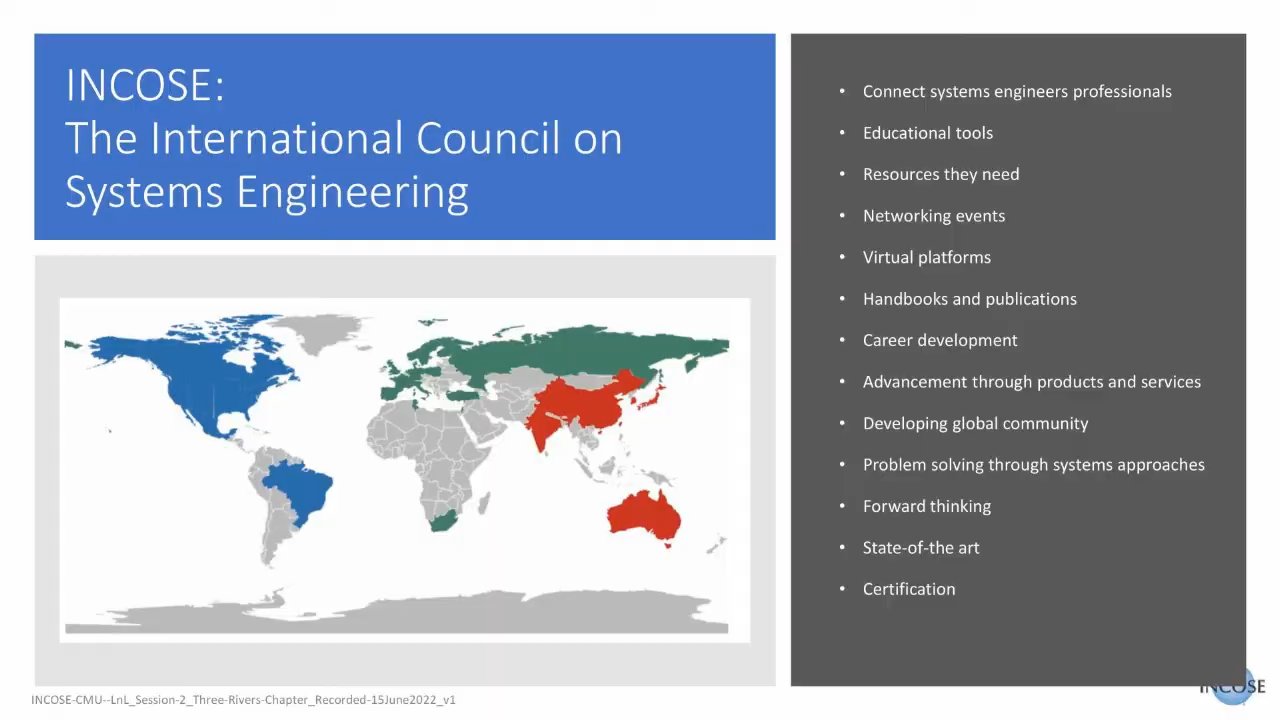 INCOSE:
The International Council on
Systems Engineering
• Connect systems engineers professionals
• Educational tools
• Resources they need
• Networking events
• Virtual platforms
• Handbooks and publications
• Career development
• Advancement through products and services
• Developing global community
• Problem solving through systems approaches
• Forward thinking
• State-of-the art
• Certification
INCOSE-CMU--LnL_Session-2_Three-Rivers-Chapter_Recorded-15June2022_v1
INCOSE